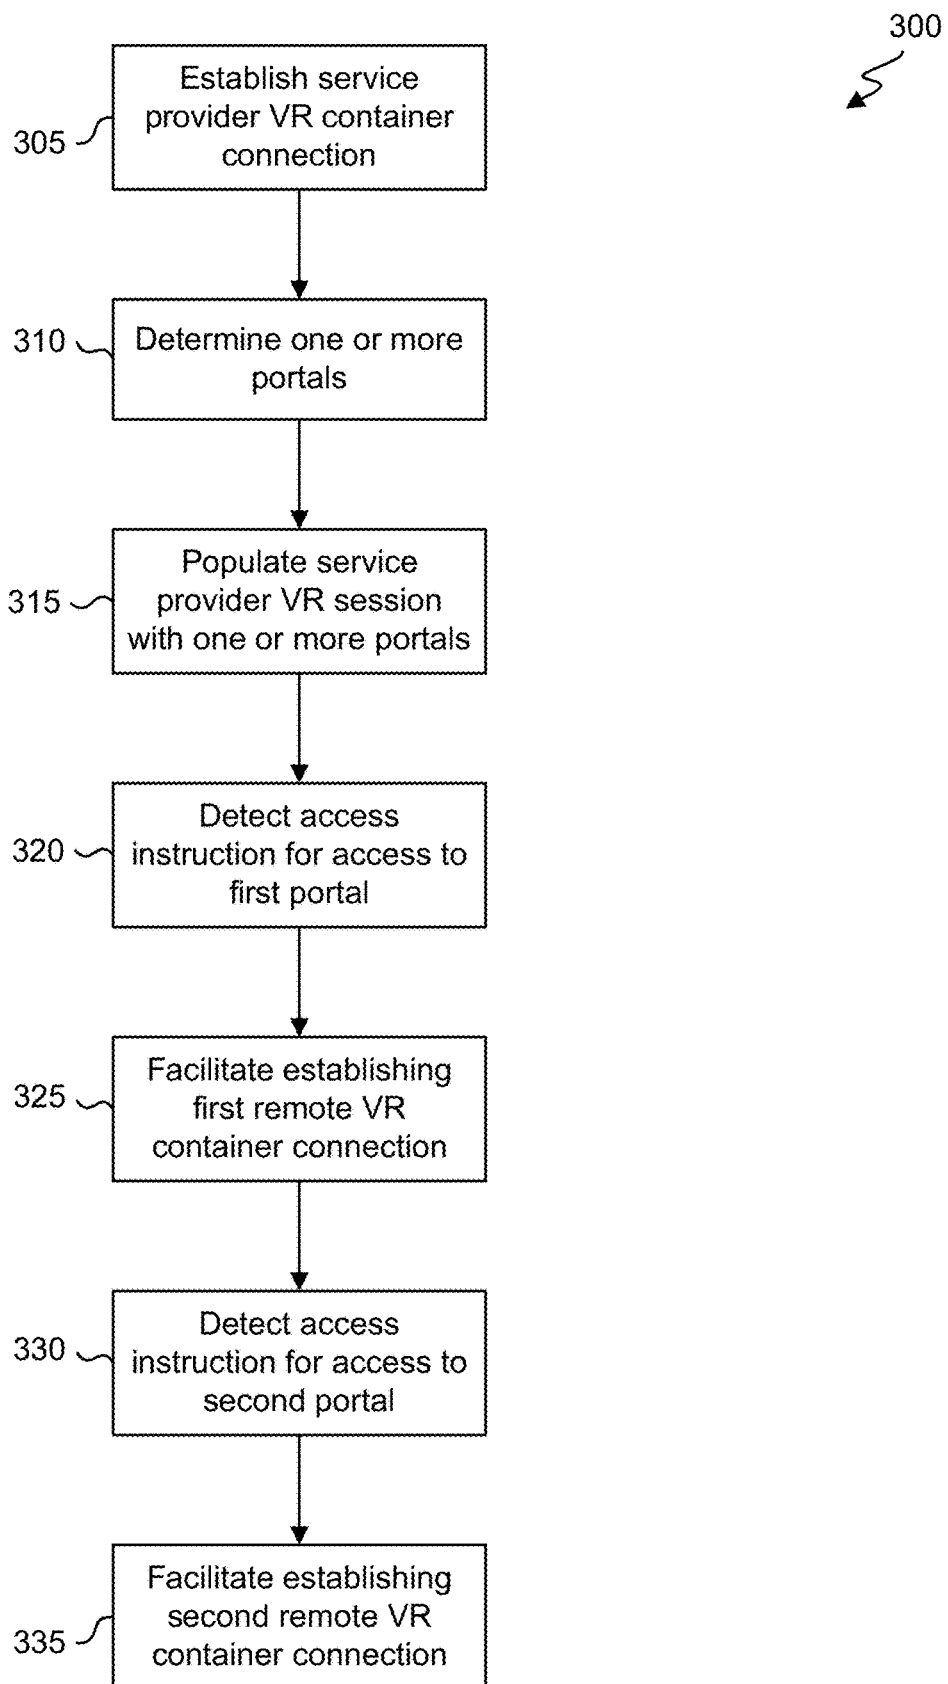 300
Establish service
provider VR container
connection
305
Determine one or more
portals
310
Populate service
provider VR session
with one or more portals
315
Detect access
instruction for access to
first portal
320
Facilitate establishing
first remote VR
container connection
325
Detect access
instruction for access to
second portal
330
Facilitate establishing
second remote VR
container connection
335